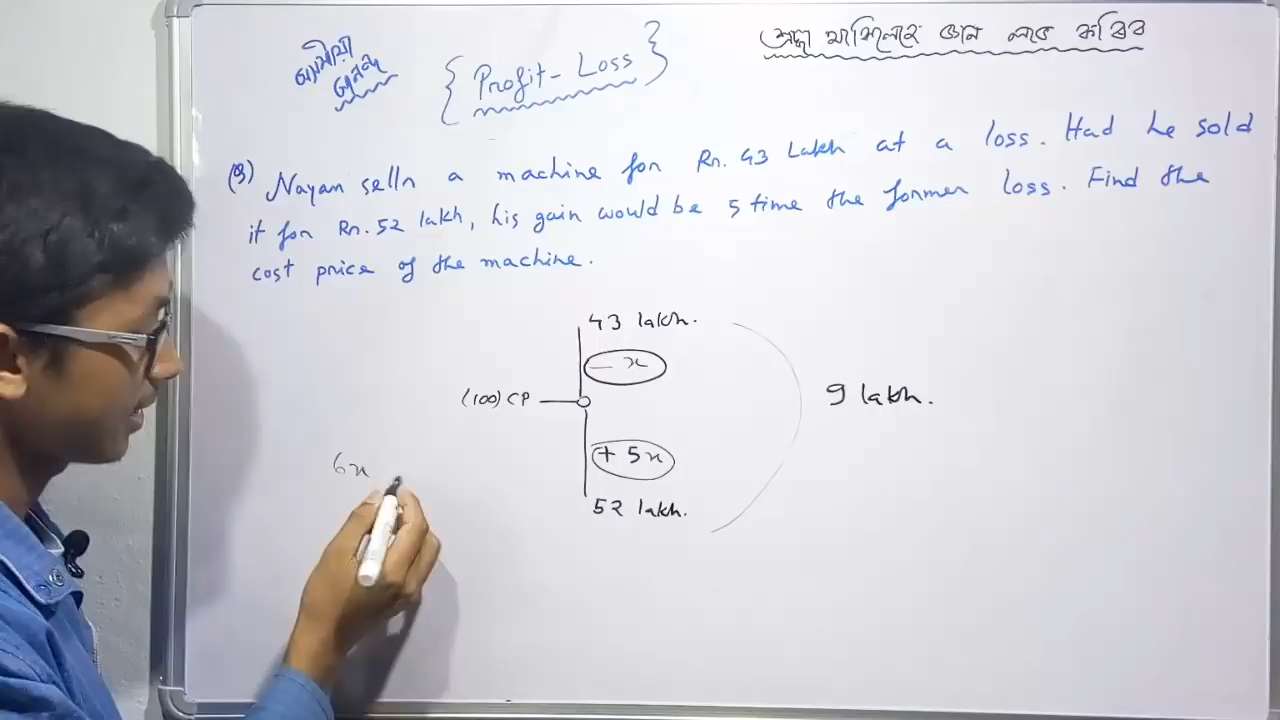 { Profit - Loss }
(Q) Nayan sells a machine for Rs. 43 Lakh at a loss. Had he sold
it for Rs. 52 lakh, his gain would be 5 time the former loss. Find the
cost price of the machine.
43 lakh.
- x
(100) CP
9 lakh.
+ 5x
6x
52 lakh.